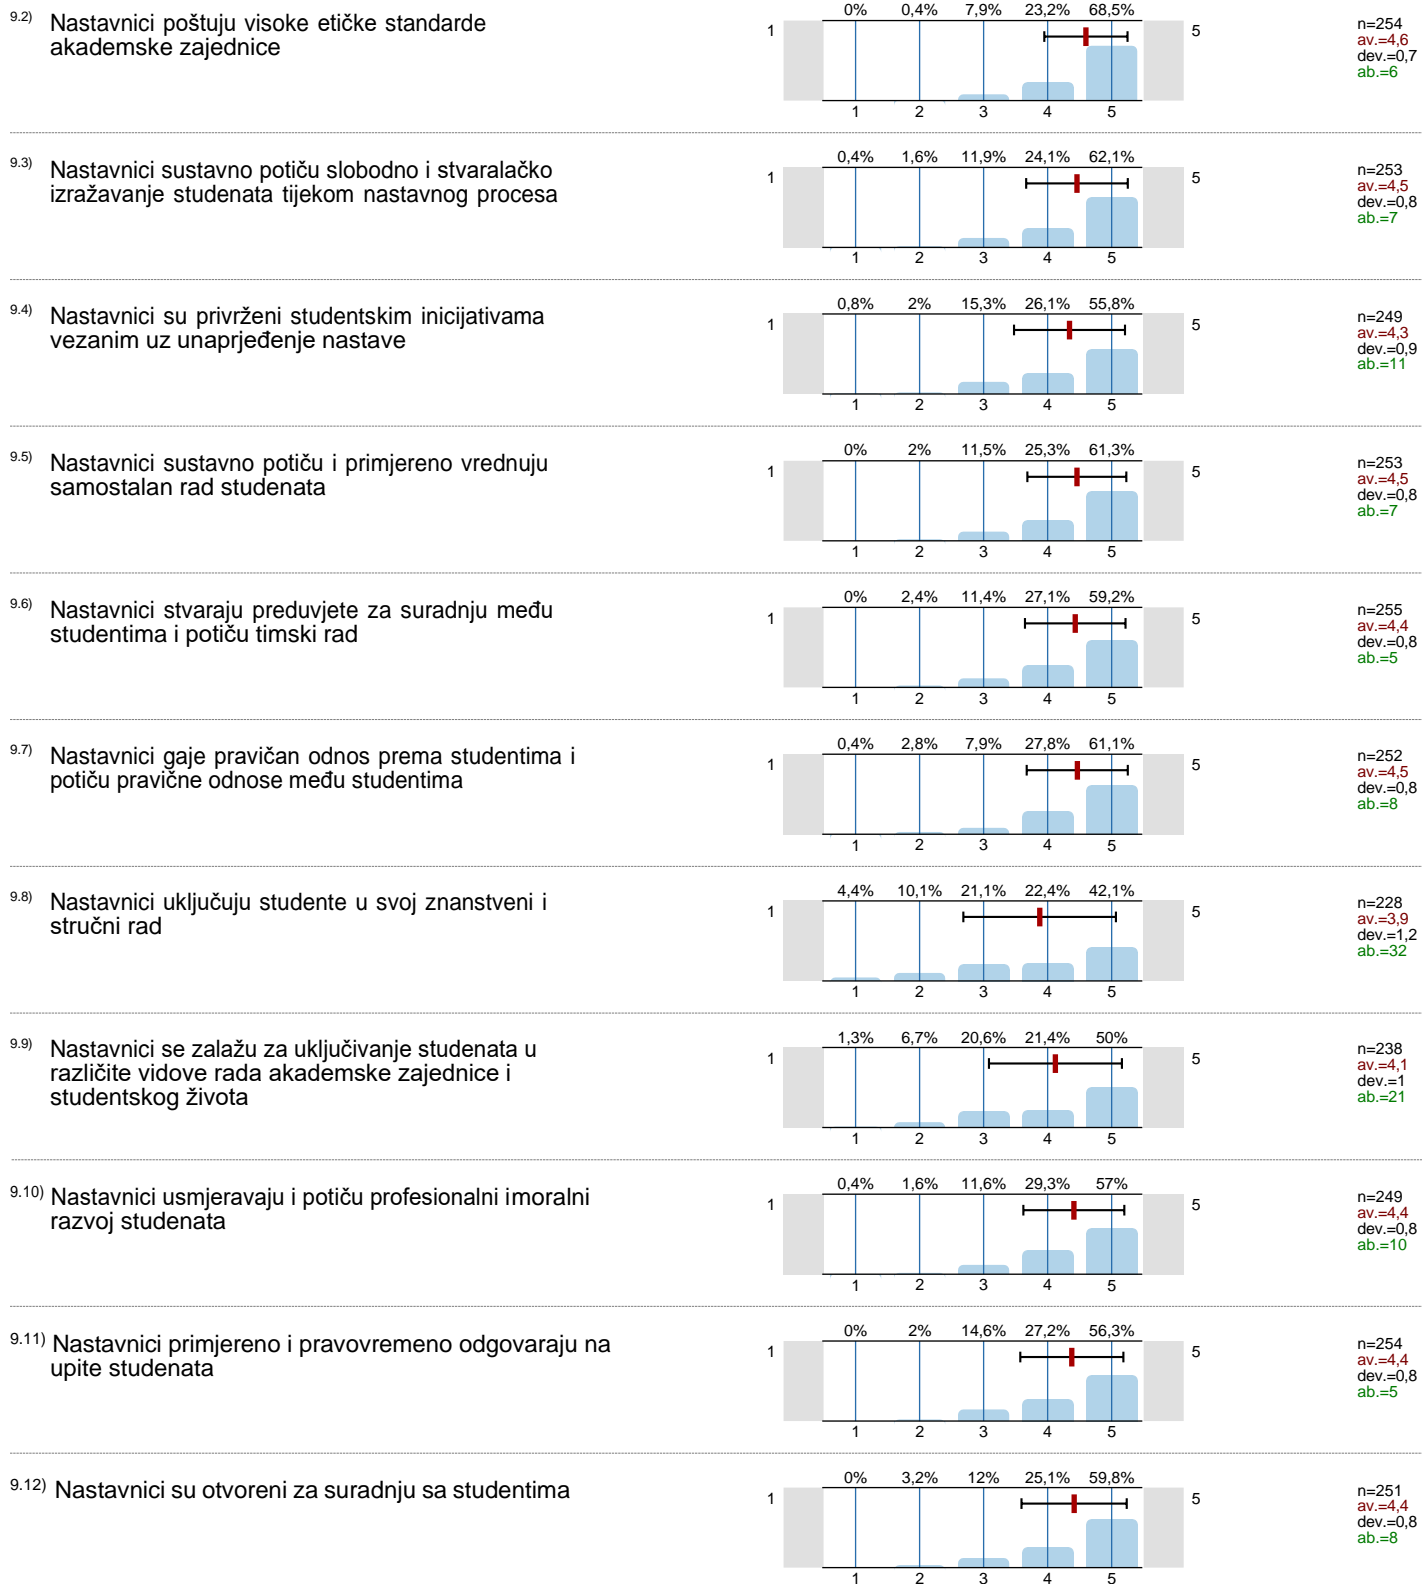 9.2) Nastavnici poštuju visoke etičke standarde
akademske zajednice
0% 0,4% 7,9% 23,2% 68,5%
1 5
1 2 3 4 5
n=254
av.=4,6
dev.=0,7
ab.=6
9.3) Nastavnici sustavno potiču slobodno i stvaralačko
izražavanje studenata tijekom nastavnog procesa
0,4% 1,6% 11,9% 24,1% 62,1%
1 5
1 2 3 4 5
n=253
av.=4,5
dev.=0,8
ab.=7
9.4) Nastavnici su privrženi studentskim inicijativama
vezanim uz unaprjeđenje nastave
0,8% 2% 15,3% 26,1% 55,8%
1 5
1 2 3 4 5
n=249
av.=4,3
dev.=0,9
ab.=11
9.5) Nastavnici sustavno potiču i primjereno vrednuju
samostalan rad studenata
0% 2% 11,5% 25,3% 61,3%
1 5
1 2 3 4 5
n=253
av.=4,5
dev.=0,8
ab.=7
9.6) Nastavnici stvaraju preduvjete za suradnju među
studentima i potiču timski rad
0% 2,4% 11,4% 27,1% 59,2%
1 5
1 2 3 4 5
n=255
av.=4,4
dev.=0,8
ab.=5
9.7) Nastavnici gaje pravičan odnos prema studentima i
potiču pravične odnose među studentima
0,4% 2,8% 7,9% 27,8% 61,1%
1 5
1 2 3 4 5
n=252
av.=4,5
dev.=0,8
ab.=8
9.8) Nastavnici uključuju studente u svoj znanstveni i
stručni rad
4,4% 10,1% 21,1% 22,4% 42,1%
1 5
1 2 3 4 5
n=228
av.=3,9
dev.=1,2
ab.=32
9.9) Nastavnici se zalažu za uključivanje studenata u
različite vidove rada akademske zajednice i
studentskog života
1,3% 6,7% 20,6% 21,4% 50%
1 5
1 2 3 4 5
n=238
av.=4,1
dev.=1
ab.=21
9.10) Nastavnici usmjeravaju i potiču profesionalni imoralni
razvoj studenata
0,4% 1,6% 11,6% 29,3% 57%
1 5
1 2 3 4 5
n=249
av.=4,4
dev.=0,8
ab.=10
9.11) Nastavnici primjereno i pravovremeno odgovaraju na
upite studenata
0% 2% 14,6% 27,2% 56,3%
1 5
1 2 3 4 5
n=254
av.=4,4
dev.=0,8
ab.=5
9.12) Nastavnici su otvoreni za suradnju sa studentima
0% 3,2% 12% 25,1% 59,8%
1 5
1 2 3 4 5
n=251
av.=4,4
dev.=0,8
ab.=8